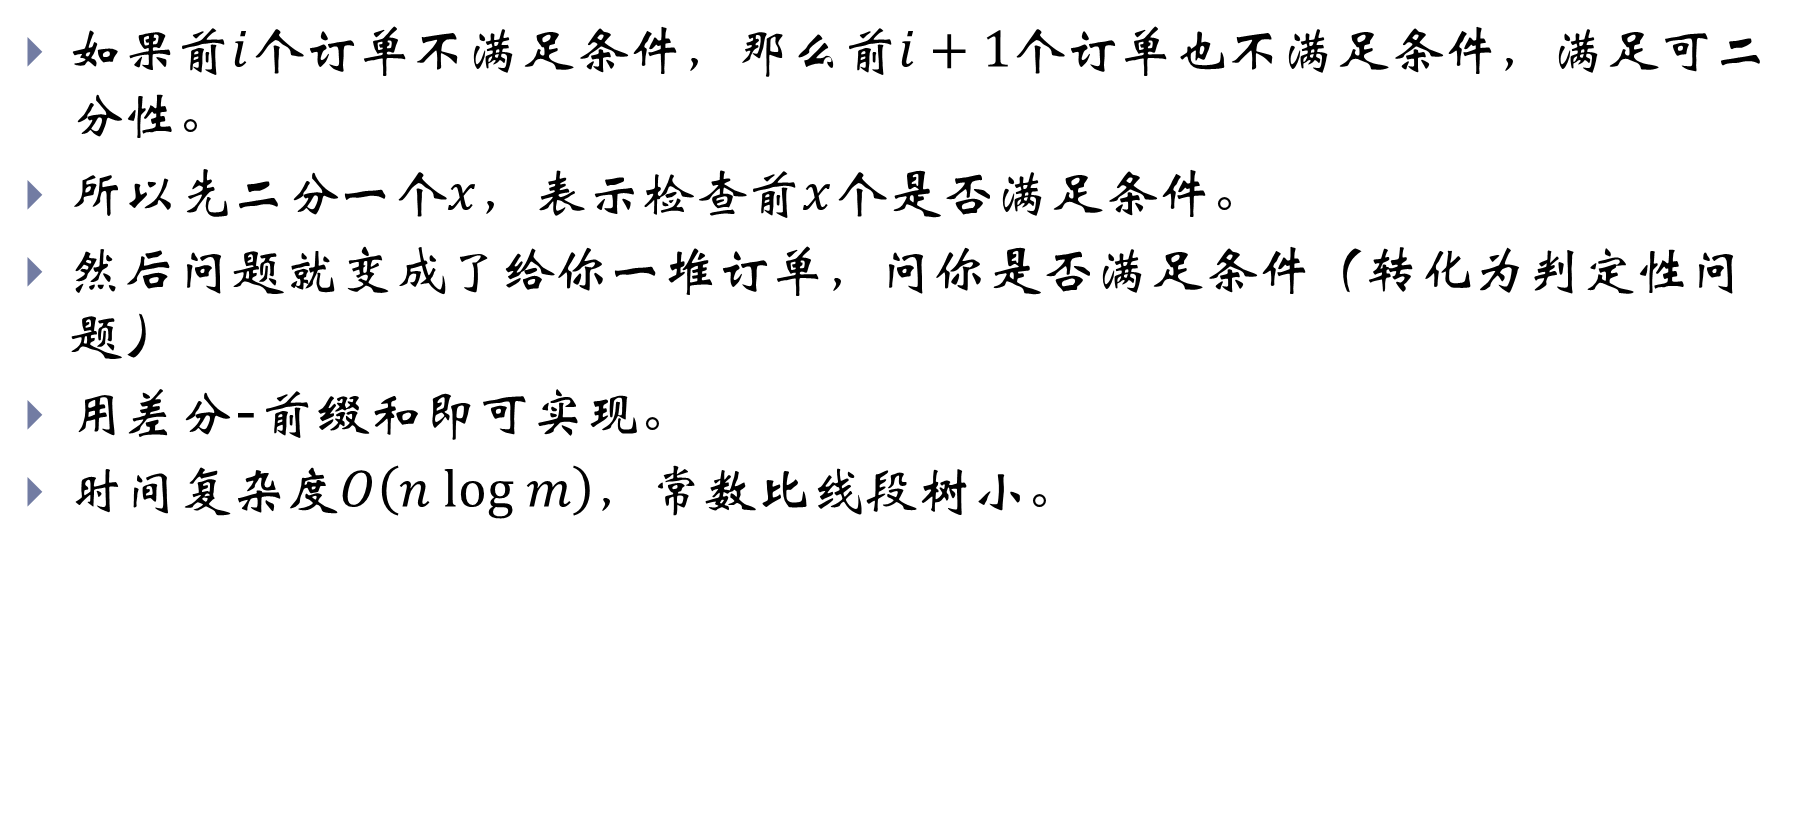 如果前i个订单不满足条件，那么前i + 1个订单也不满足条件，满足可二
分性。
所以先二分一个x，表示检查前x个是否满足条件。
然后问题就变成了给你一堆订单，问你是否满足条件（转化为判定性问
题）
用差分-前缀和即可实现。
时间复杂度O(n log m)，常数比线段树小。